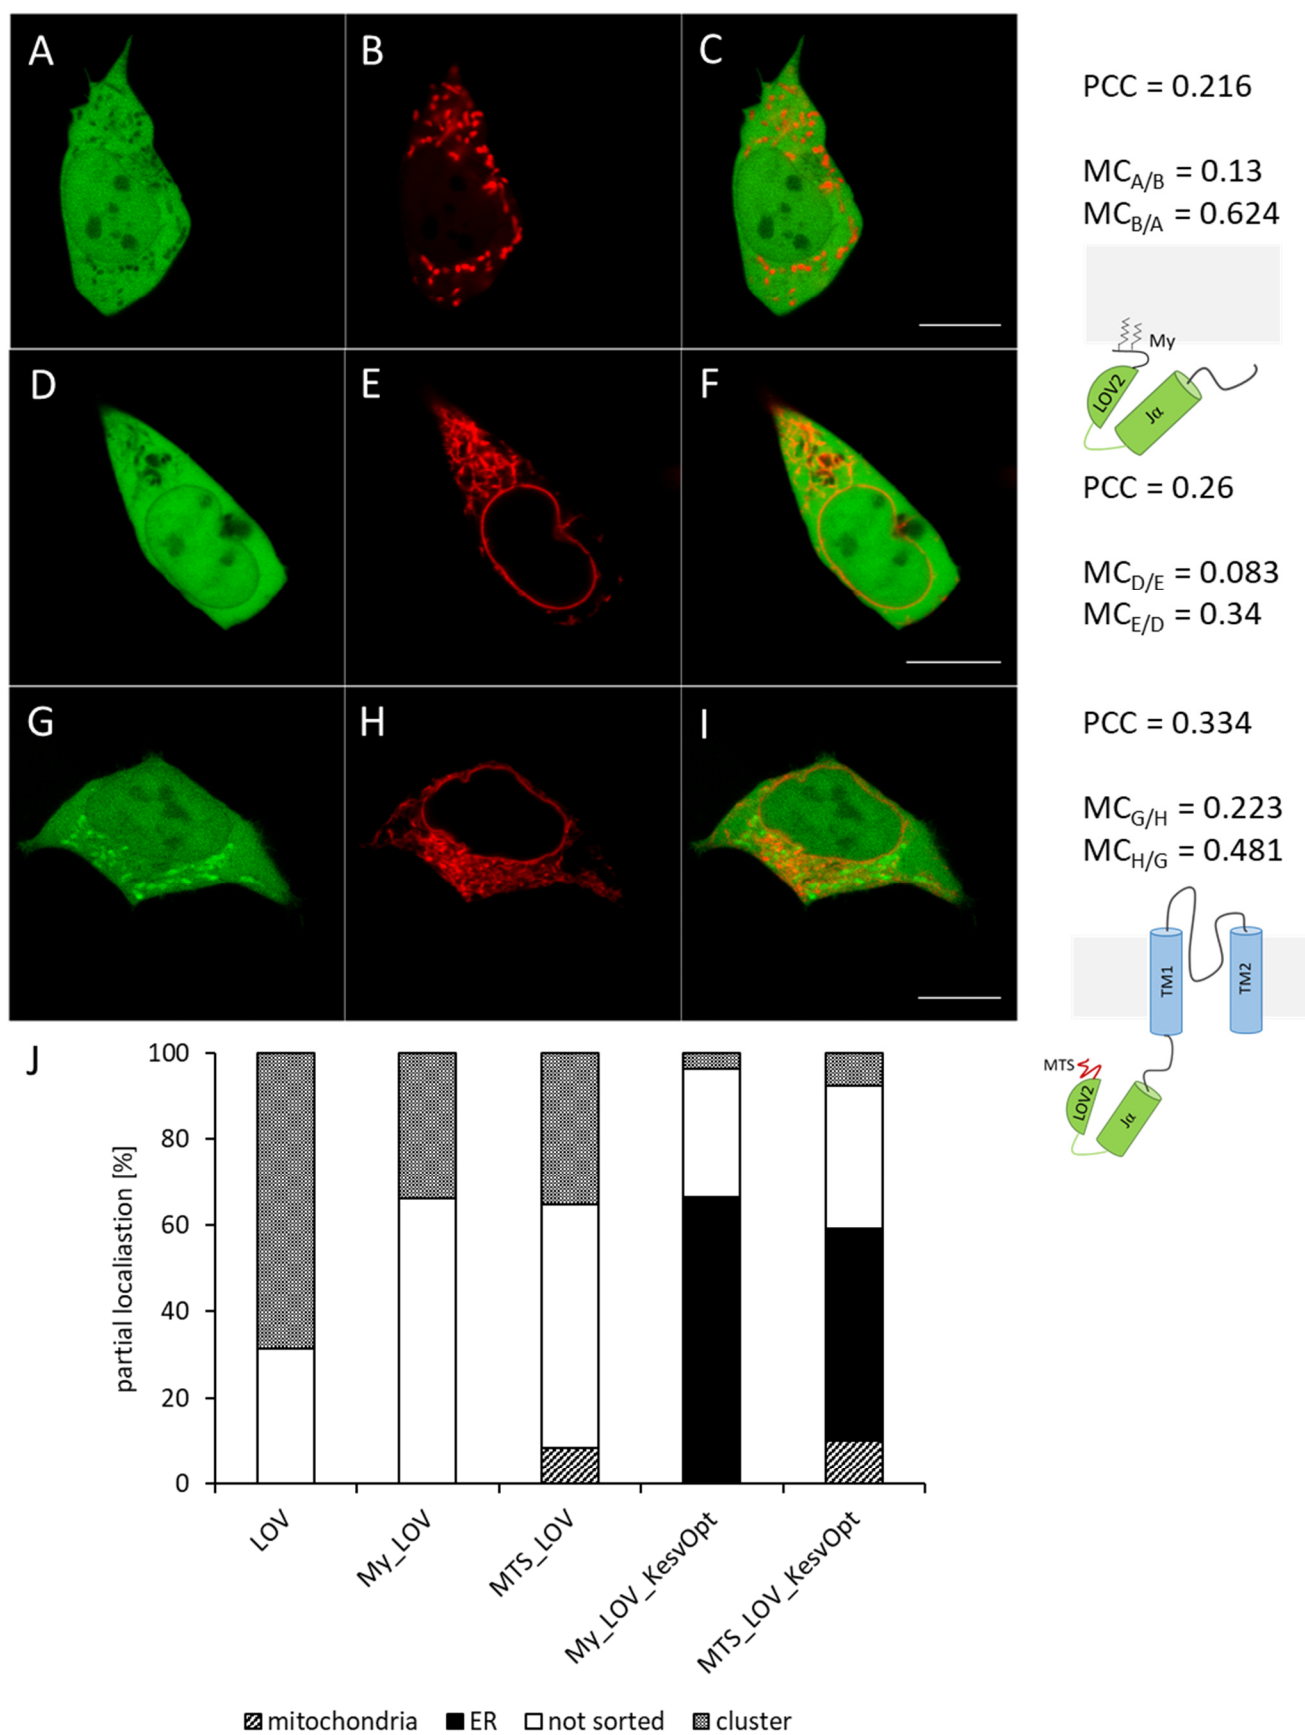 A
B
C
PCC = 0.216
MCA/B = 0.13
MCB/A = 0.624
My
LOV2
Jα
D
E
F
PCC = 0.26
MCD/E = 0.083
MCE/D = 0.34
G
H
I
PCC = 0.334
MCG/H = 0.223
MCH/G = 0.481
TM1
TM2
MTS
LOV2
Jα
J
partial localiastion [%]
100
80
60
40
20
0
LOV
My_LOV
MTS_LOV
My_LOV_KesvOpt
MTS_LOV_KesvOpt
mitochondria ER not sorted cluster